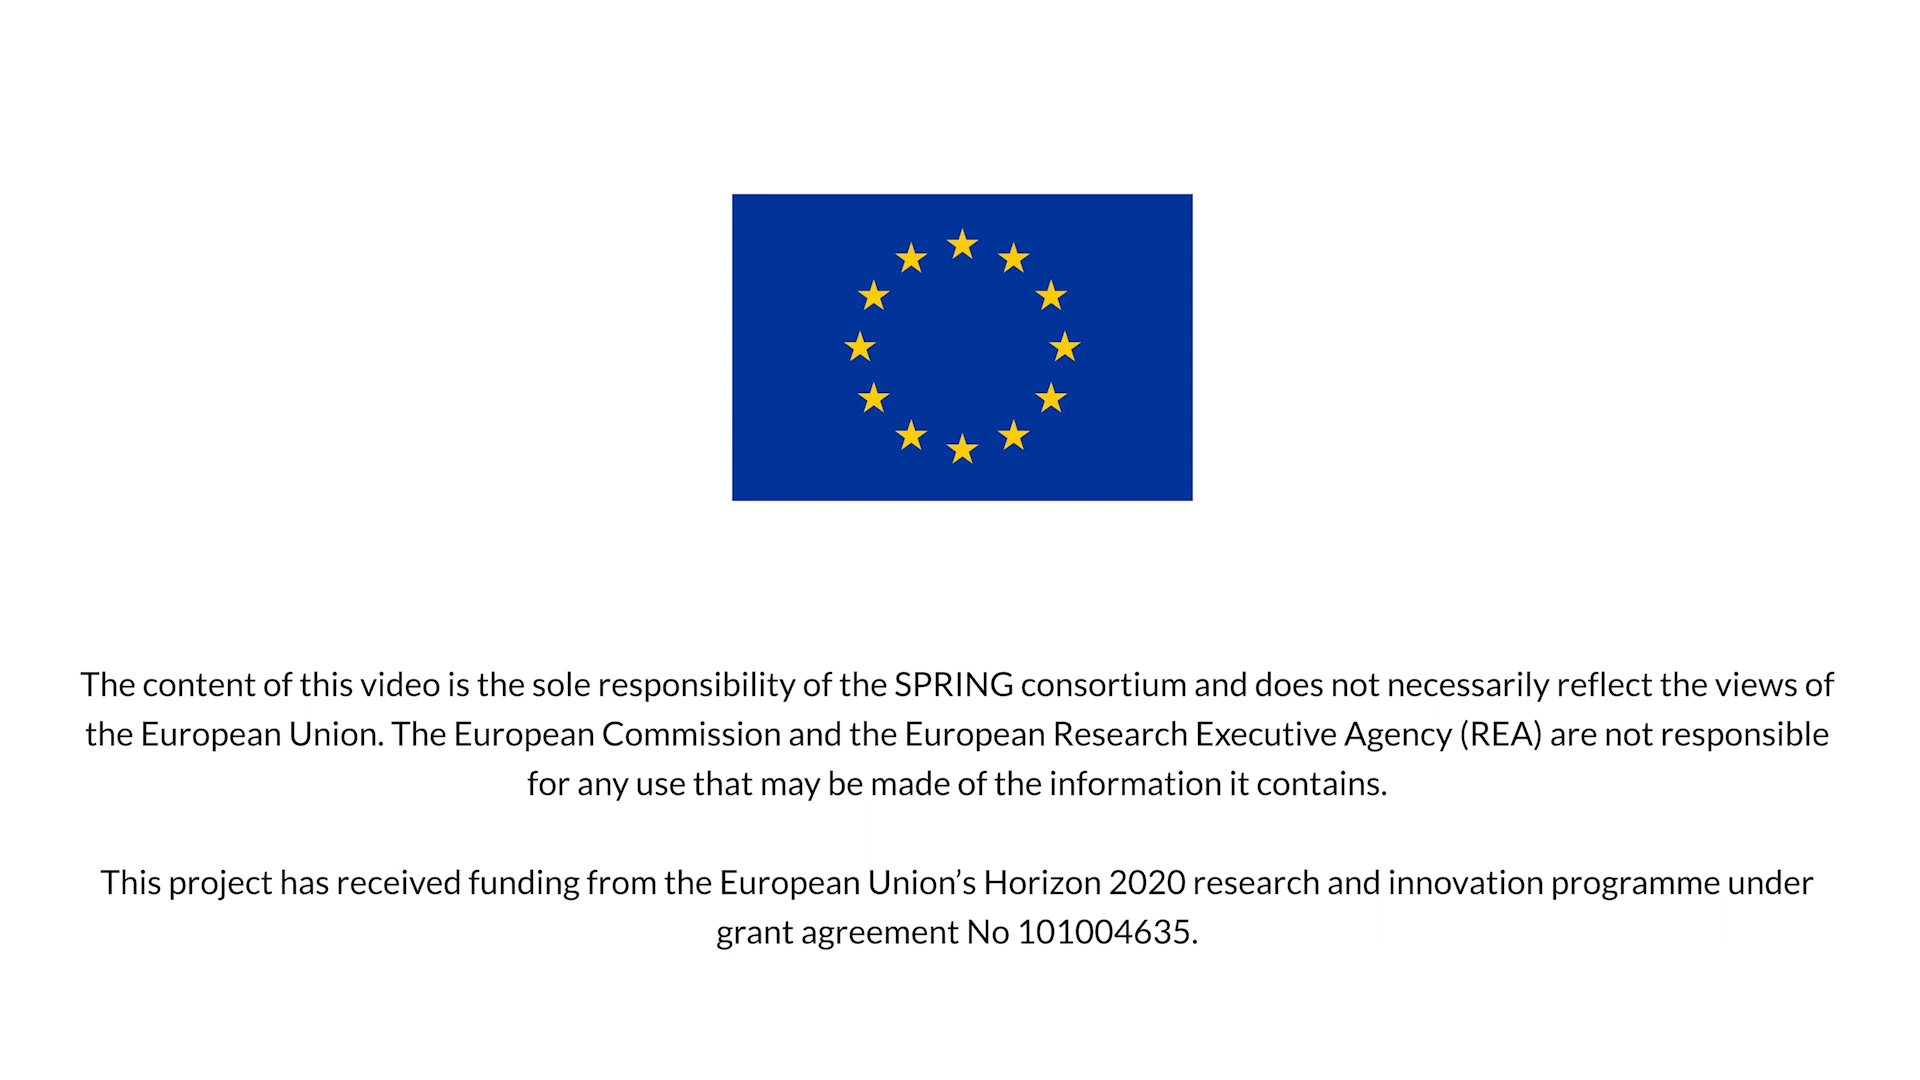 The content of this video is the sole responsibility of the SPRING consortium and does not necessarily reflect the views of
the European Union. The European Commission and the European Research Executive Agency (REA) are not responsible
for any use that may be made of the information it contains.
This project has received funding from the European Union’s Horizon 2020 research and innovation programme under
grant agreement No 101004635.